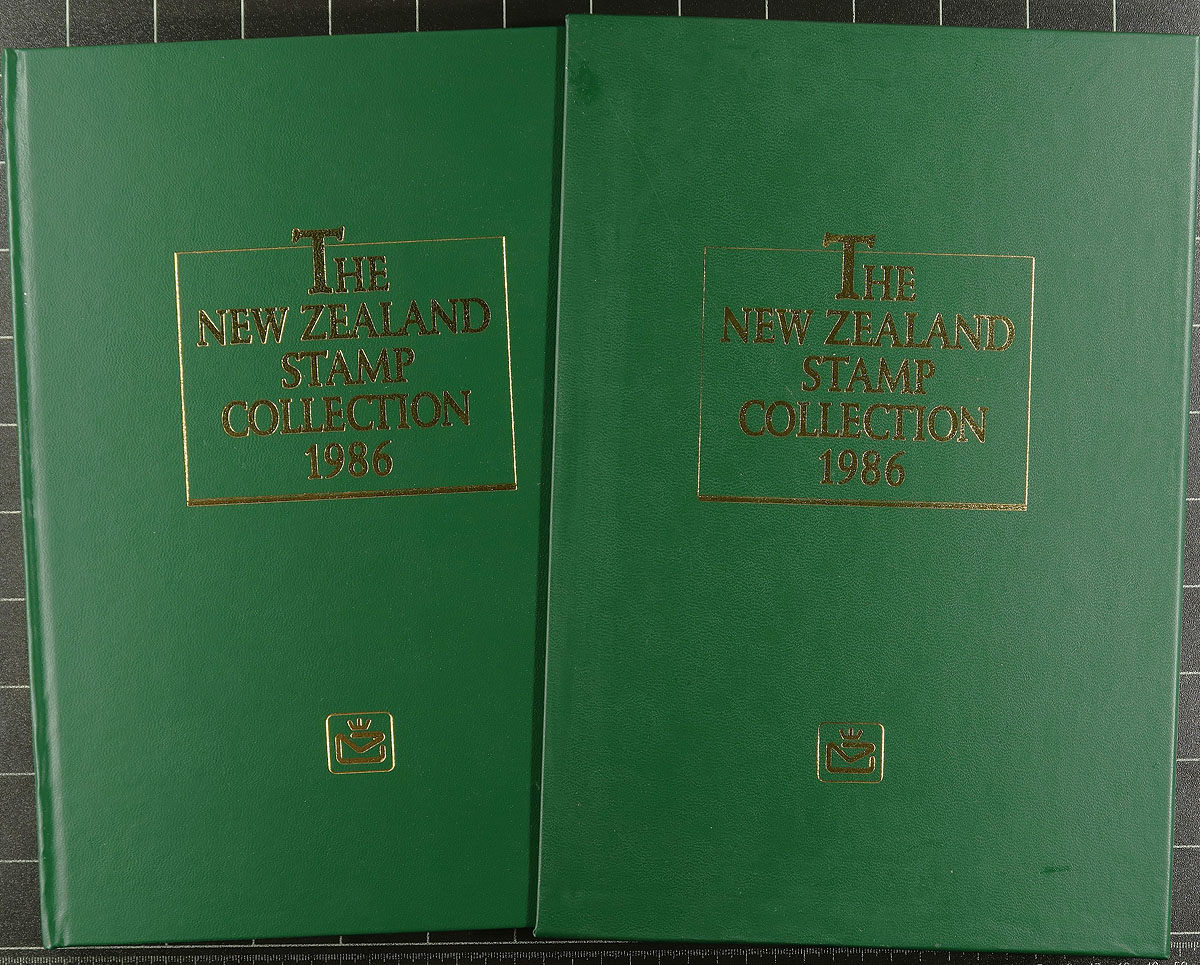 THE
NEW ZEALAND
STAMP
COLLECTION
1986
THE
NEW ZEALAND
STAMP
COLLECTION
1986